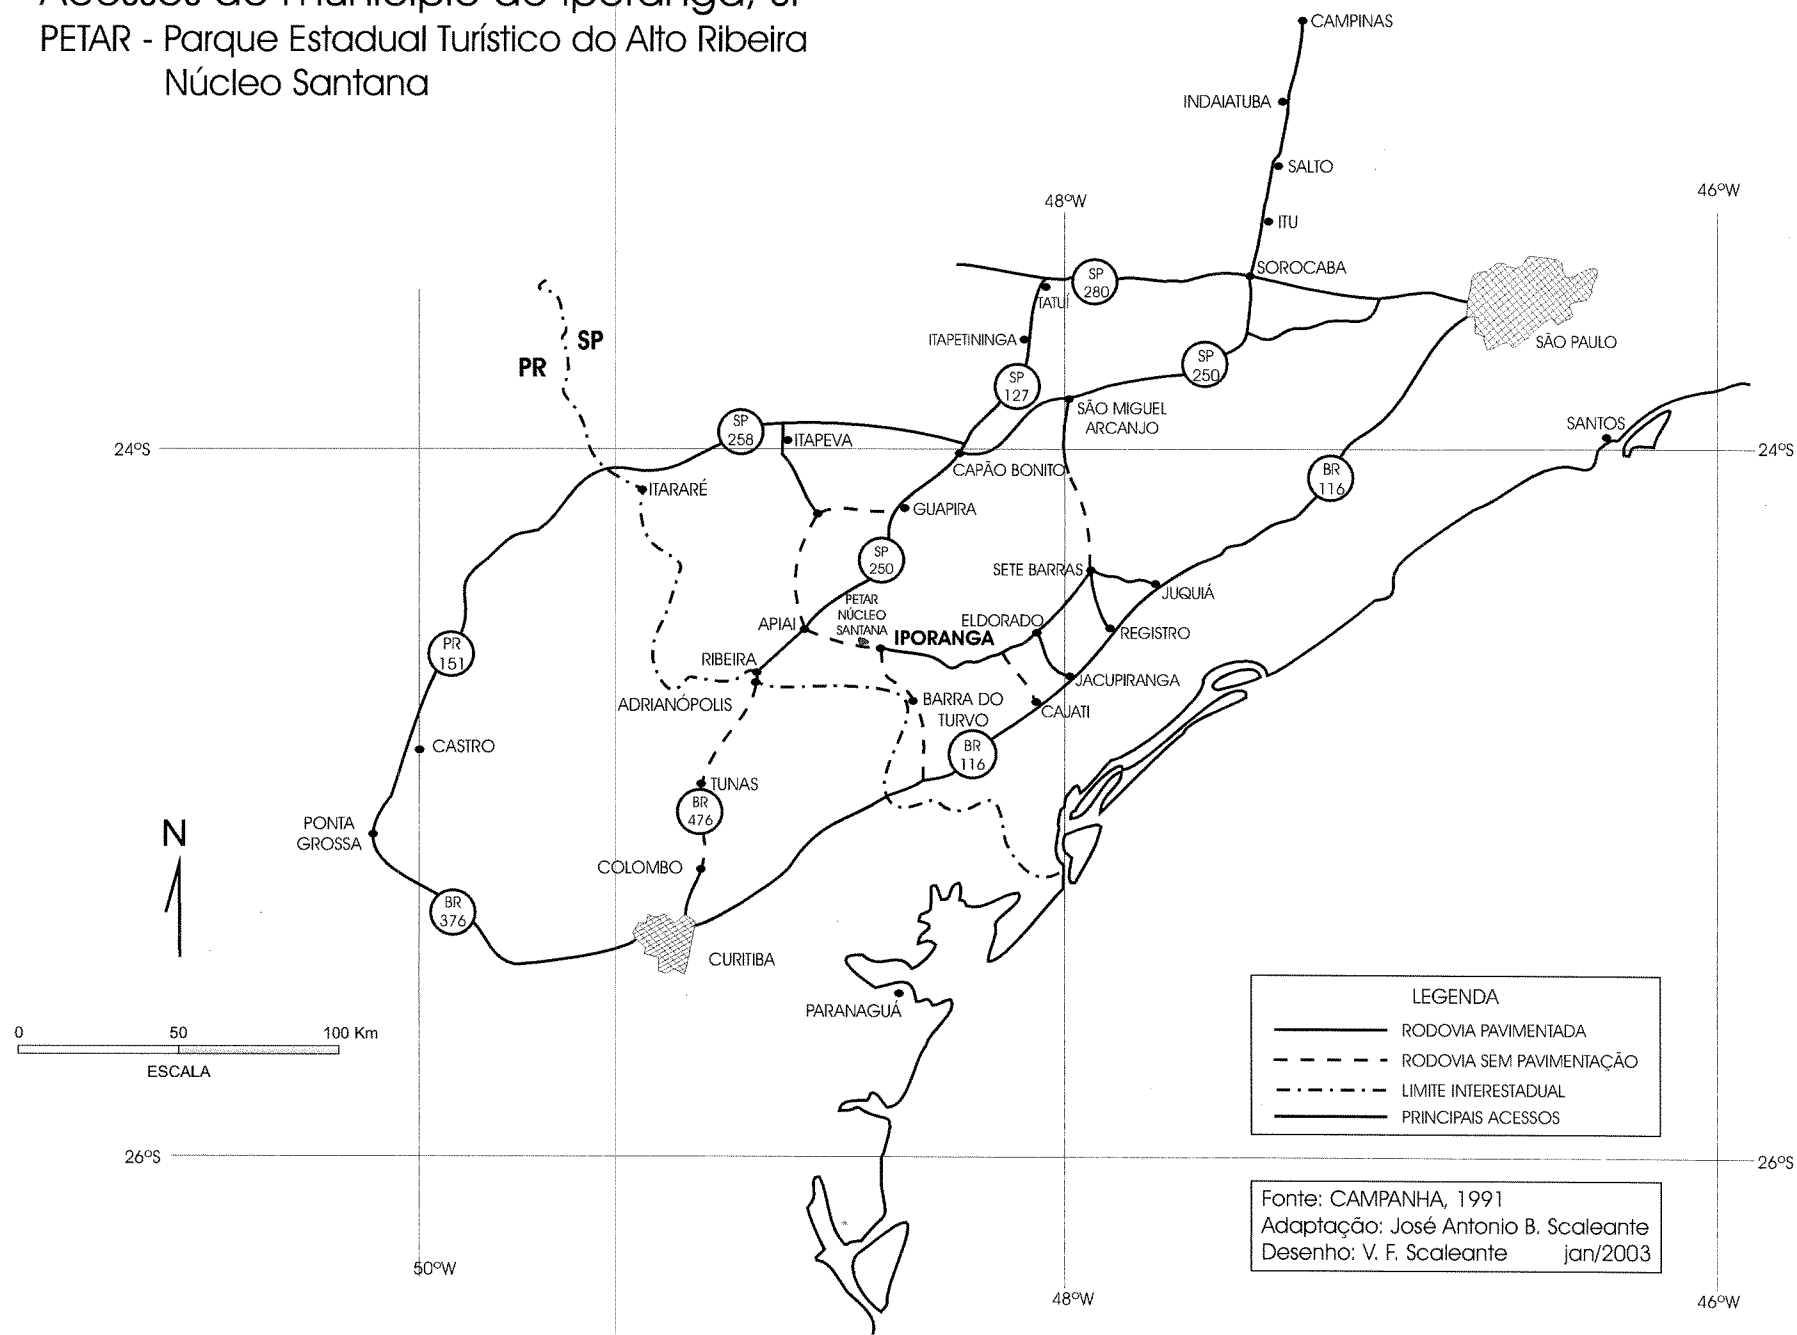 PETAR - Parque Estadual Turístico do Alto Ribeira
Núcleo Santana
CAMPINAS
INDAIATUBA
SALTO
ITU
46ºW
48ºW
SOROCABA
SP
280
TATUÍ
SÃO PAULO
ITAPETININGA
SP
PR
SP
250
SP
127
SÃO MIGUEL
ARCANJO
SANTOS
SP
258
ITAPEVA
24ºS
24ºS
CAPÃO BONITO
BR
116
ITARARÉ
GUAPIRA
SP
250
SETE BARRAS
JUQUIÁ
PETAR
NÚCLEO
SANTANA
APIAI
ELDORADO
IPORANGA
REGISTRO
PR
151
RIBEIRA
JACUPIRANGA
ADRIANÓPOLIS
BARRA DO
TURVO
CAJATI
CASTRO
BR
116
TUNAS
BR
476
PONTA
GROSSA
N
COLOMBO
BR
376
CURITIBA
PARANAGUÁ
0 50 100 Km
ESCALA
LEGENDA
RODOVIA PAVIMENTADA
RODOVIA SEM PAVIMENTAÇÃO
LIMITE INTERESTADUAL
PRINCIPAIS ACESSOS
26ºS
26ºS
Fonte: CAMPANHA, 1991
Adaptação: José Antonio B. Scaleante
Desenho: V. F. Scaleante jan/2003
50ºW
48ºW
46ºW